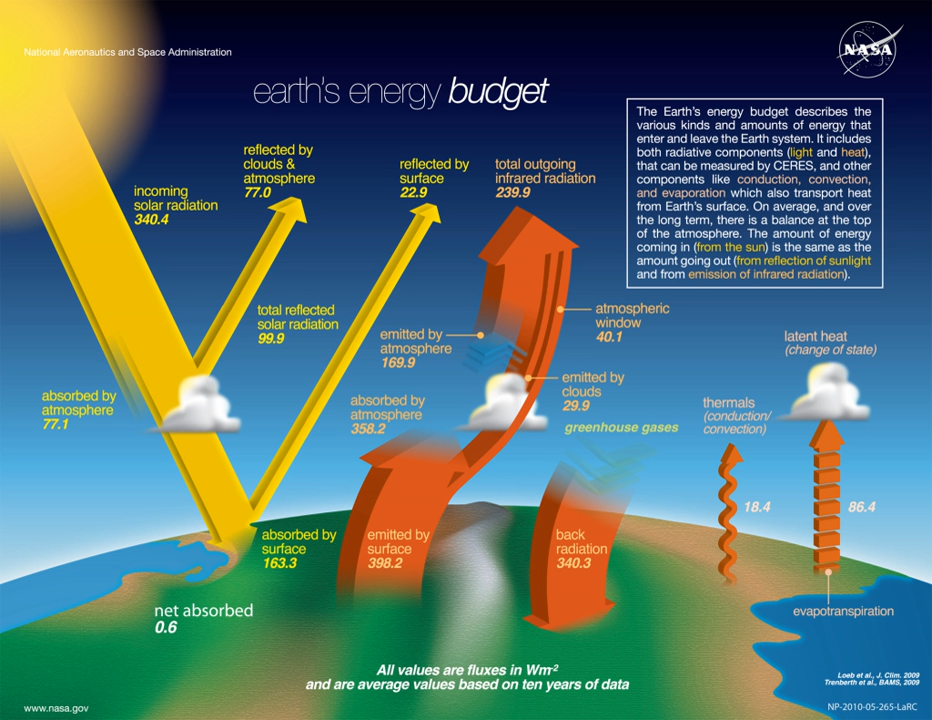 National Aeronautics and Space Administration
NASA
earth's energy budget
The Earth's energy budget describes the
various kinds and amounts of energy that
enter and leave the Earth system. It includes
both radiative components (light and heat),
that can be measured by CERES, and other
components like conduction, convection,
and evaporation which also transport heat
from Earth's surface. On average, and over
the long term, there is a balance at the top
of the atmosphere. The amount of energy
coming in (from the sun) is the same as the
amount going out (from reflection of sunlight
and from emission of infrared radiation).
reflected by
clouds &
atmosphere
77.0
reflected by
surface
22.9
total outgoing
infrared radiation
239.9
incoming
solar radiation
340.4
total reflected
solar radiation
99.9
atmospheric
window
40.1
emitted by
atmosphere
169.9
latent heat
(change of state)
emitted by
clouds
29.9
absorbed by
atmosphere
77.1
absorbed by
atmosphere
358.2
thermals
(conduction/
convection)
greenhouse gases
18.4
86.4
absorbed by
surface
163.3
emitted by
surface
398.2
back
radiation
340.3
net absorbed
0.6
evapotranspiration
All values are fluxes in Wm-2
and are average values based on ten years of data
Loeb et al., J. Clim. 2009
Trenberth et al., BAMS, 2009
www.nasa.gov
NP-2010-05-265-LaRC